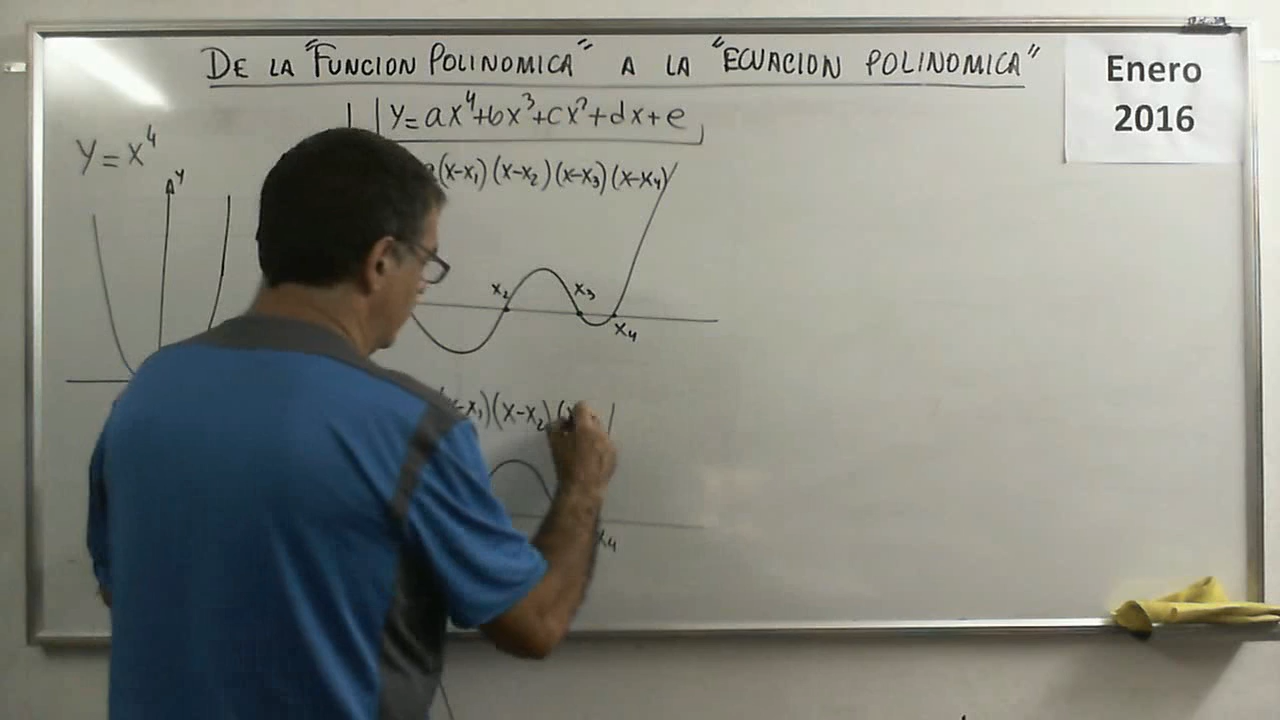 DE LA "FUNCION POLINOMICA" A LA "ECUACION POLINOMICA"
Enero
2016
Y=ax⁴+bx³+cx²+dx+e
Y=x⁴
(x-x₁)(x-x₂)(x-x₃)(x-x₄)
Y
x₂ x₃
x₄
-x₁)(x-x₂)(x
x₄